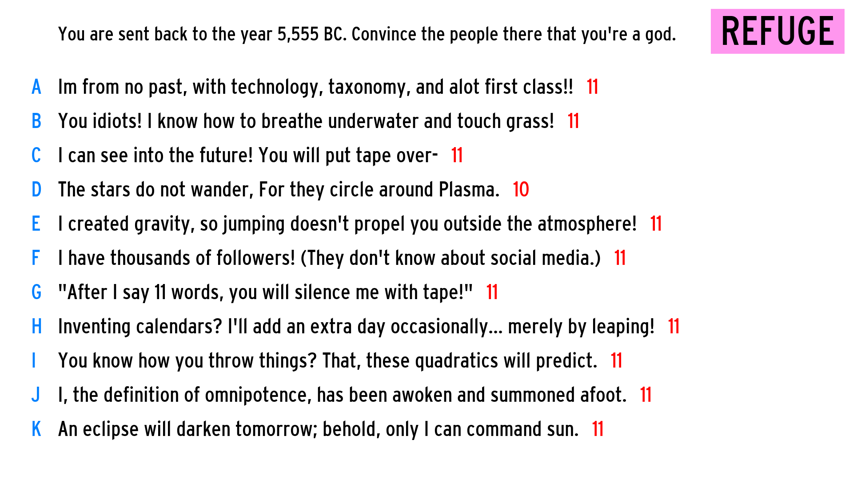 You are sent back to the year 5,555 BC. Convince the people there that you're a god.
REFUGE
A Im from no past, with technology, taxonomy, and alot first class!! 11
B You idiots! I know how to breathe underwater and touch grass! 11
C I can see into the future! You will put tape over- 11
D The stars do not wander, For they circle around Plasma. 10
E I created gravity, so jumping doesn't propel you outside the atmosphere! 11
F I have thousands of followers! (They don't know about social media.) 11
G "After I say 11 words, you will silence me with tape!" 11
H Inventing calendars? I'll add an extra day occasionally... merely by leaping! 11
I You know how you throw things? That, these quadratics will predict. 11
J I, the definition of omnipotence, has been awoken and summoned afoot. 11
K An eclipse will darken tomorrow; behold, only I can command sun. 11